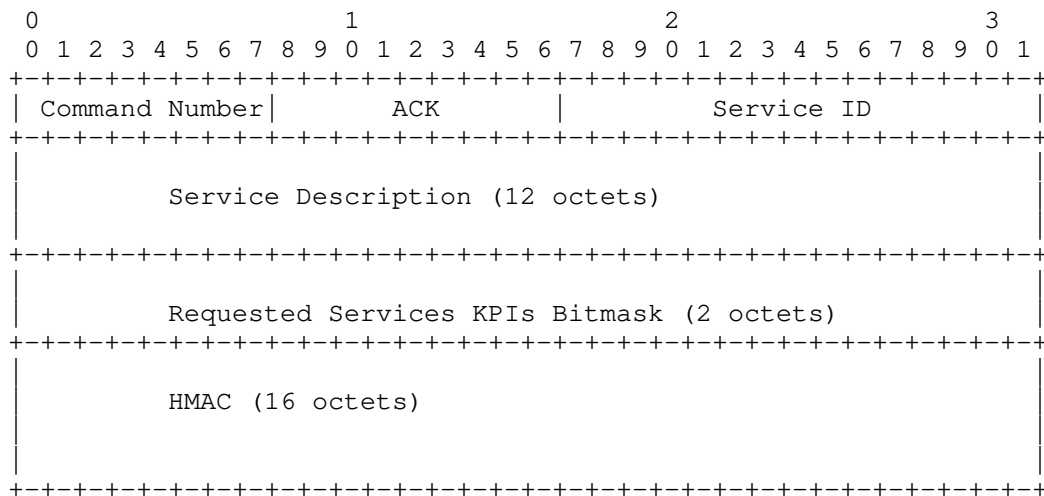 0 1 2 3
0 1 2 3 4 5 6 7 8 9 0 1 2 3 4 5 6 7 8 9 0 1 2 3 4 5 6 7 8 9 0 1
+-+-+-+-+-+-+-+-+-+-+-+-+-+-+-+-+-+-+-+-+-+-+-+-+-+-+-+-+-+-+-+-+
| Command Number| ACK | Service ID |
+-+-+-+-+-+-+-+-+-+-+-+-+-+-+-+-+-+-+-+-+-+-+-+-+-+-+-+-+-+-+-+-+
| |
| Service Description (12 octets) |
| |
+-+-+-+-+-+-+-+-+-+-+-+-+-+-+-+-+-+-+-+-+-+-+-+-+-+-+-+-+-+-+-+-+
| |
| Requested Services KPIs Bitmask (2 octets) |
+-+-+-+-+-+-+-+-+-+-+-+-+-+-+-+-+-+-+-+-+-+-+-+-+-+-+-+-+-+-+-+-+
| |
| HMAC (16 octets) |
| |
| |
+-+-+-+-+-+-+-+-+-+-+-+-+-+-+-+-+-+-+-+-+-+-+-+-+-+-+-+-+-+-+-+-+